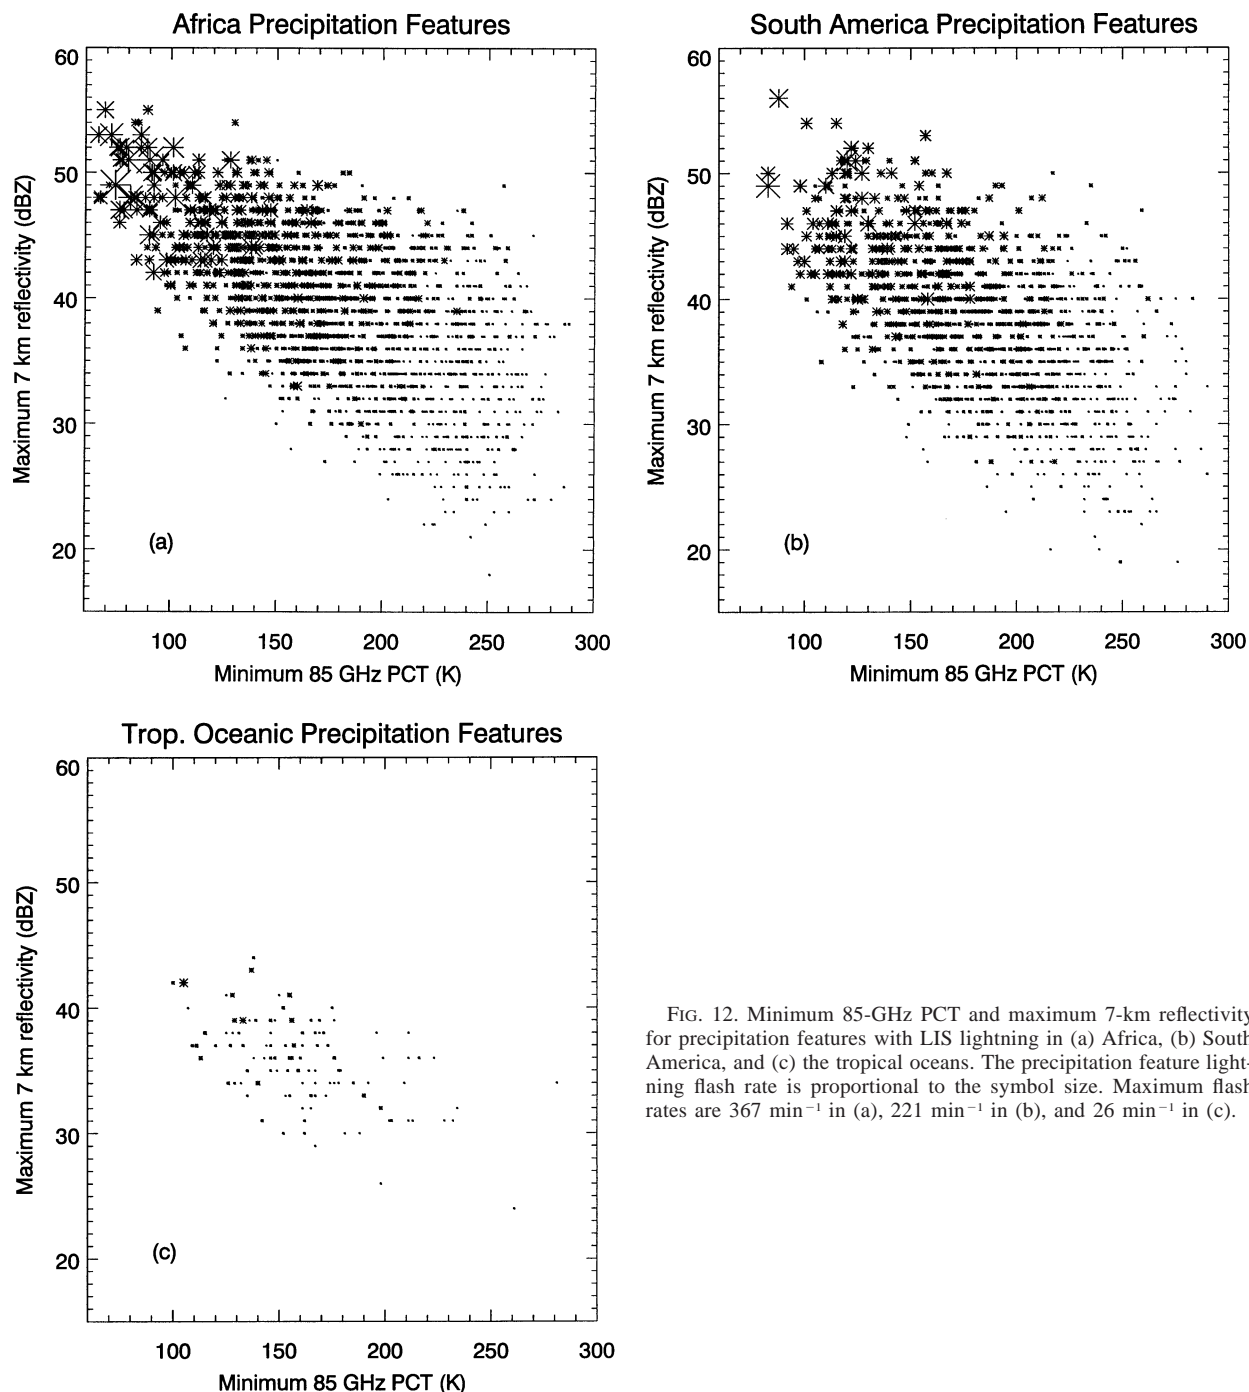 Africa Precipitation Features
60
50
40
30
20
Maximum 7 km reflectivity (dBZ)
(a)
100 150 200 250 300
Minimum 85 GHz PCT (K)
South America Precipitation Features
60
50
40
30
20
Maximum 7 km reflectivity (dBZ)
(b)
100 150 200 250 300
Minimum 85 GHz PCT (K)
Trop. Oceanic Precipitation Features
60
50
40
30
20
Maximum 7 km reflectivity (dBZ)
(c)
100 150 200 250 300
Minimum 85 GHz PCT (K)
FIG. 12. Minimum 85-GHz PCT and maximum 7-km reflectivity
for precipitation features with LIS lightning in (a) Africa, (b) South
America, and (c) the tropical oceans. The precipitation feature light-
ning flash rate is proportional to the symbol size. Maximum flash
rates are 367 min⁻¹ in (a), 221 min⁻¹ in (b), and 26 min⁻¹ in (c).